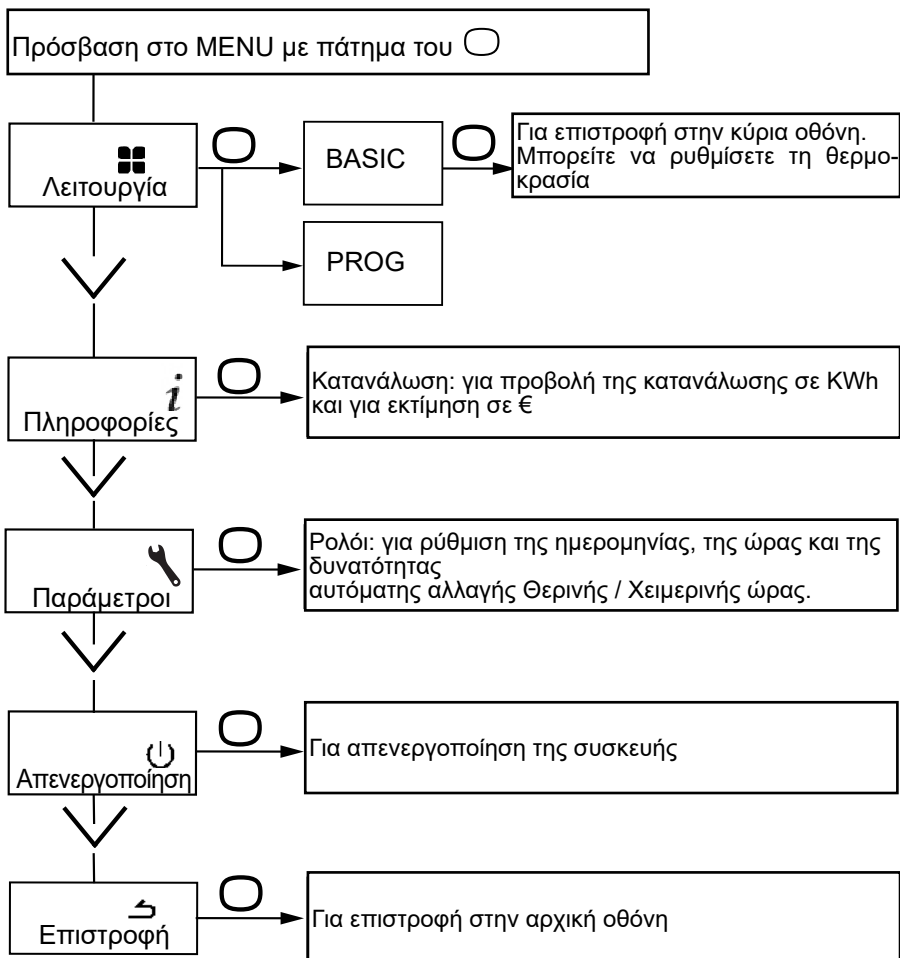 Πρόσβαση στο MENU με πάτημα του
Λειτουργία
BASIC
Για επιστροφή στην κύρια οθόνη.
Μπορείτε να ρυθμίσετε τη θερμο-
κρασία
PROG
i
Πληροφορίες
Κατανάλωση: για προβολή της κατανάλωσης σε KWh
και για εκτίμηση σε €
Παράμετροι
Ρολόι: για ρύθμιση της ημερομηνίας, της ώρας και της
δυνατότητας
αυτόματης αλλαγής Θερινής / Χειμερινής ώρας.
Απενεργοποίηση
Για απενεργοποίηση της συσκευής
Επιστροφή
Για επιστροφή στην αρχική οθόνη